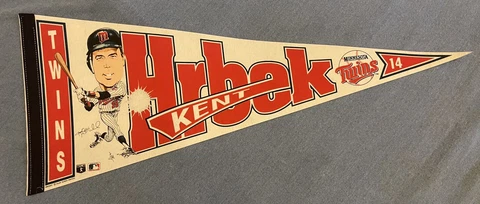 TWINS
Hrbek
KENT
MINNESOTA
Twins
14